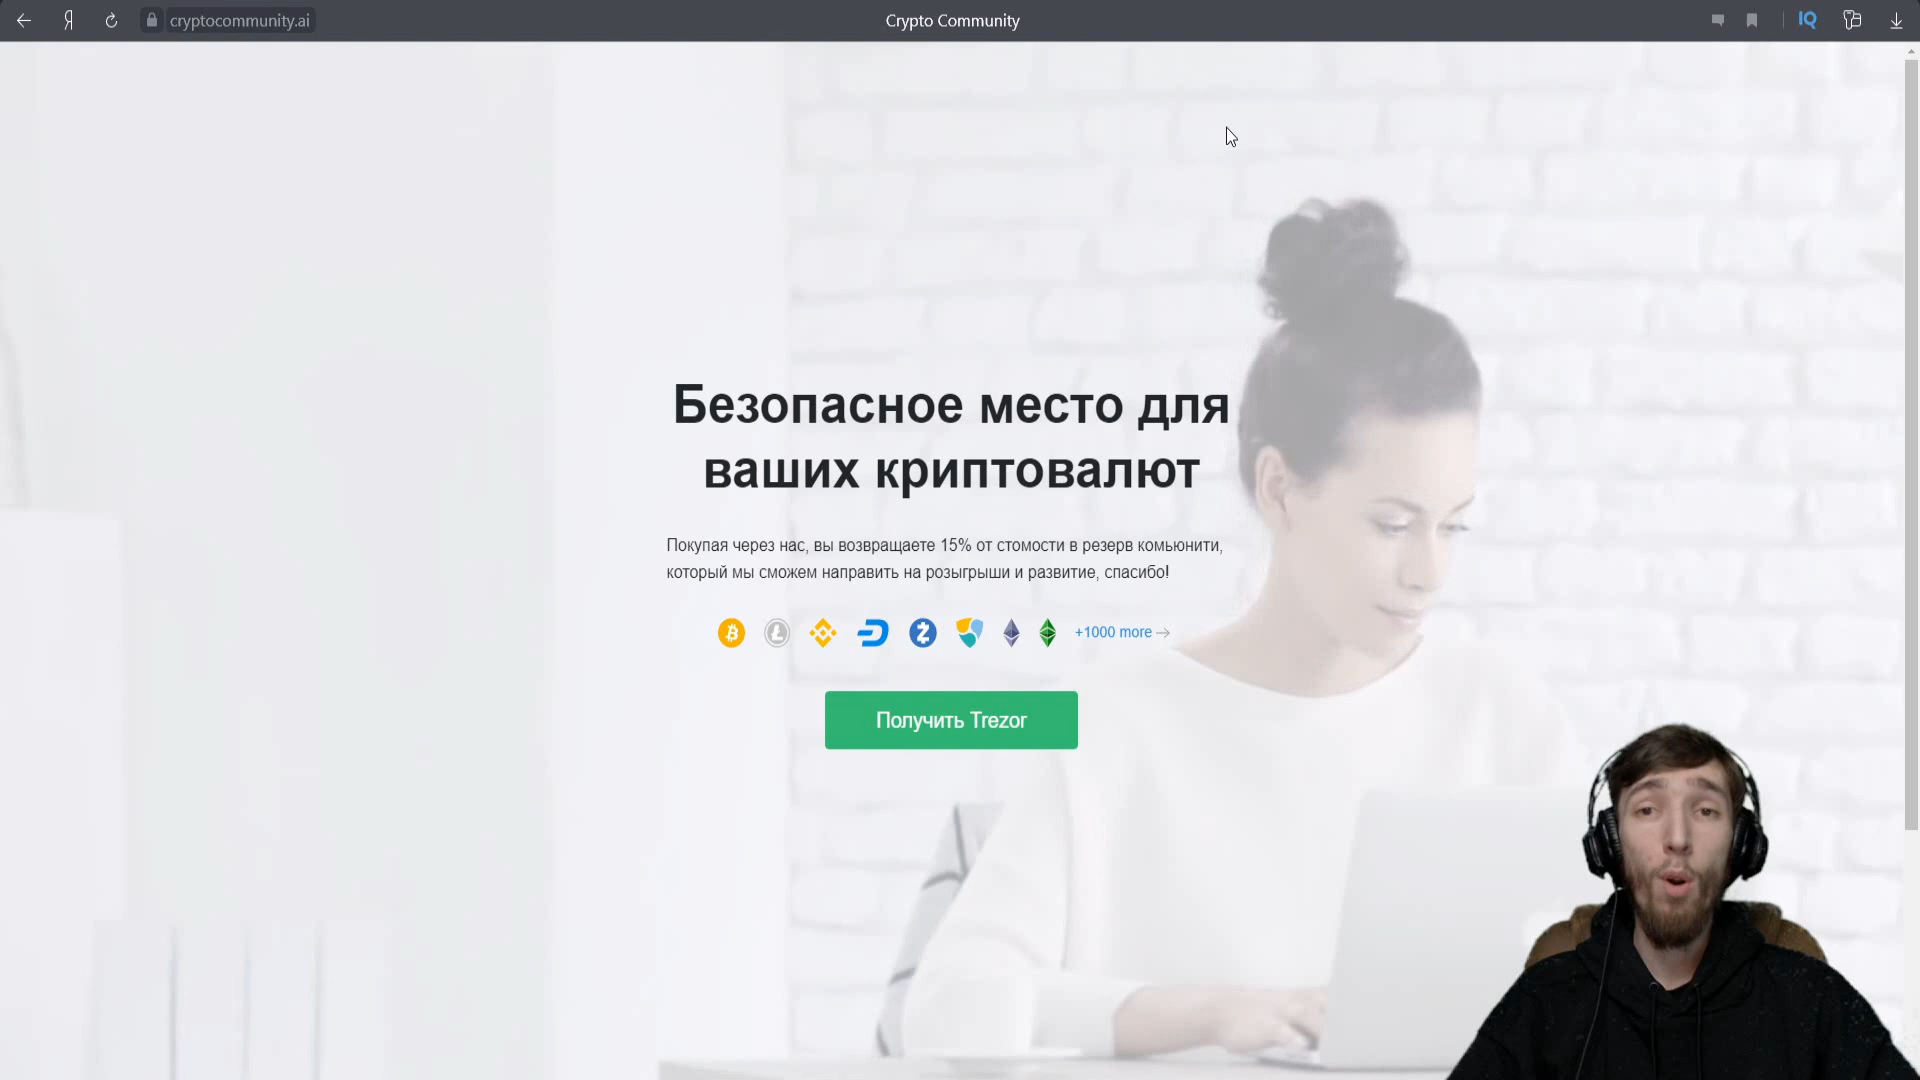 Я
cryptocommunity.ai
Crypto Community
IQ
Безопасное место для
ваших криптовалют
Покупая через нас, вы возвращаете 15% от стомости в резерв комьюнити,
который мы сможем направить на розыгрыши и развитие, спасибо!
+1000 more
Получить Trezor